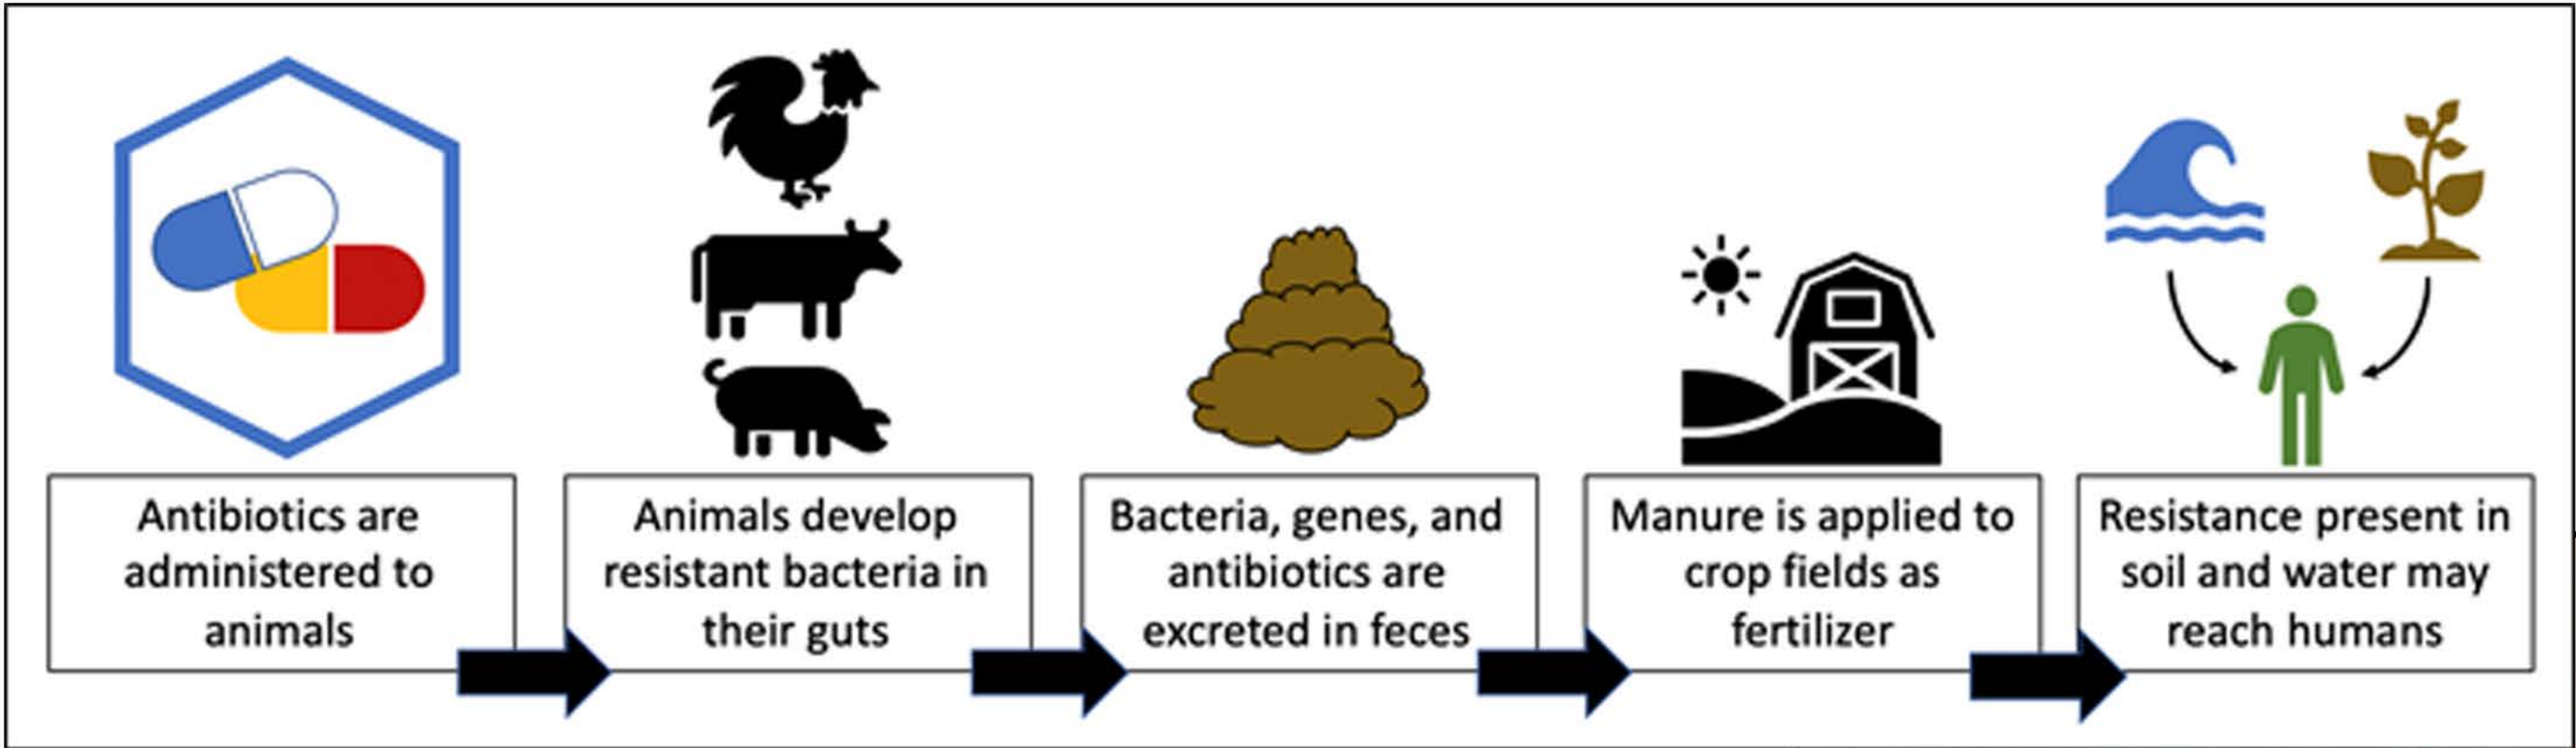 Antibiotics are
administered to
animals
Animals develop
resistant bacteria in
their guts
Bacteria, genes, and
antibiotics are
excreted in feces
Manure is applied to
crop fields as
fertilizer
Resistance present in
soil and water may
reach humans